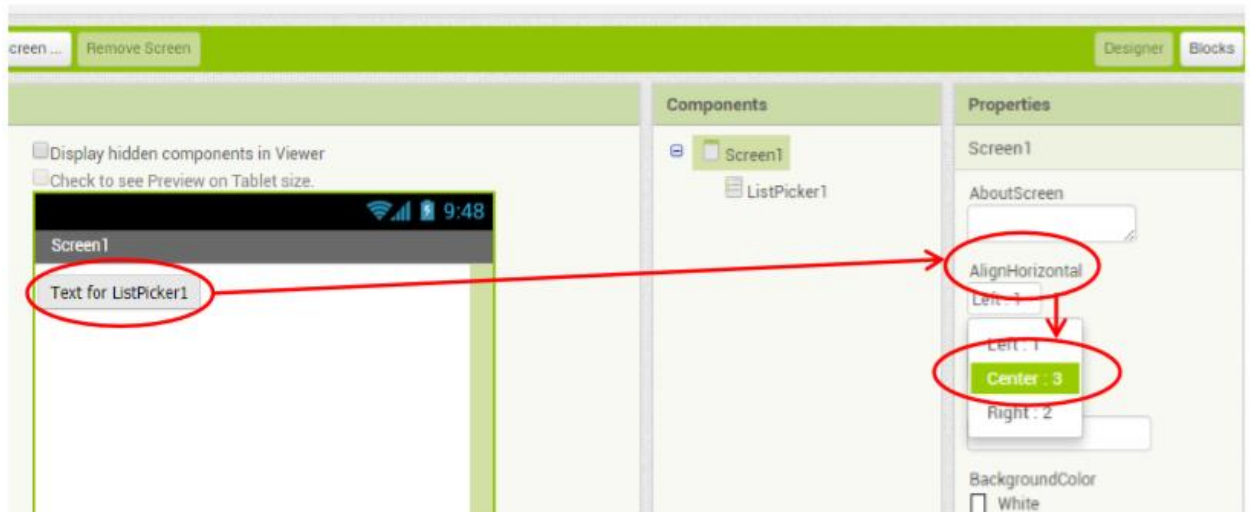 creen ... Remove Screen Designer Blocks
Components Properties
Display hidden components in Viewer
Check to see Preview on Tablet size.
9:48
Screen1
Text for ListPicker1
Screen1
ListPicker1
Screen1
AboutScreen
AlignHorizontal
Left : 1
Left : 1
Center : 3
Right : 2
BackgroundColor
White